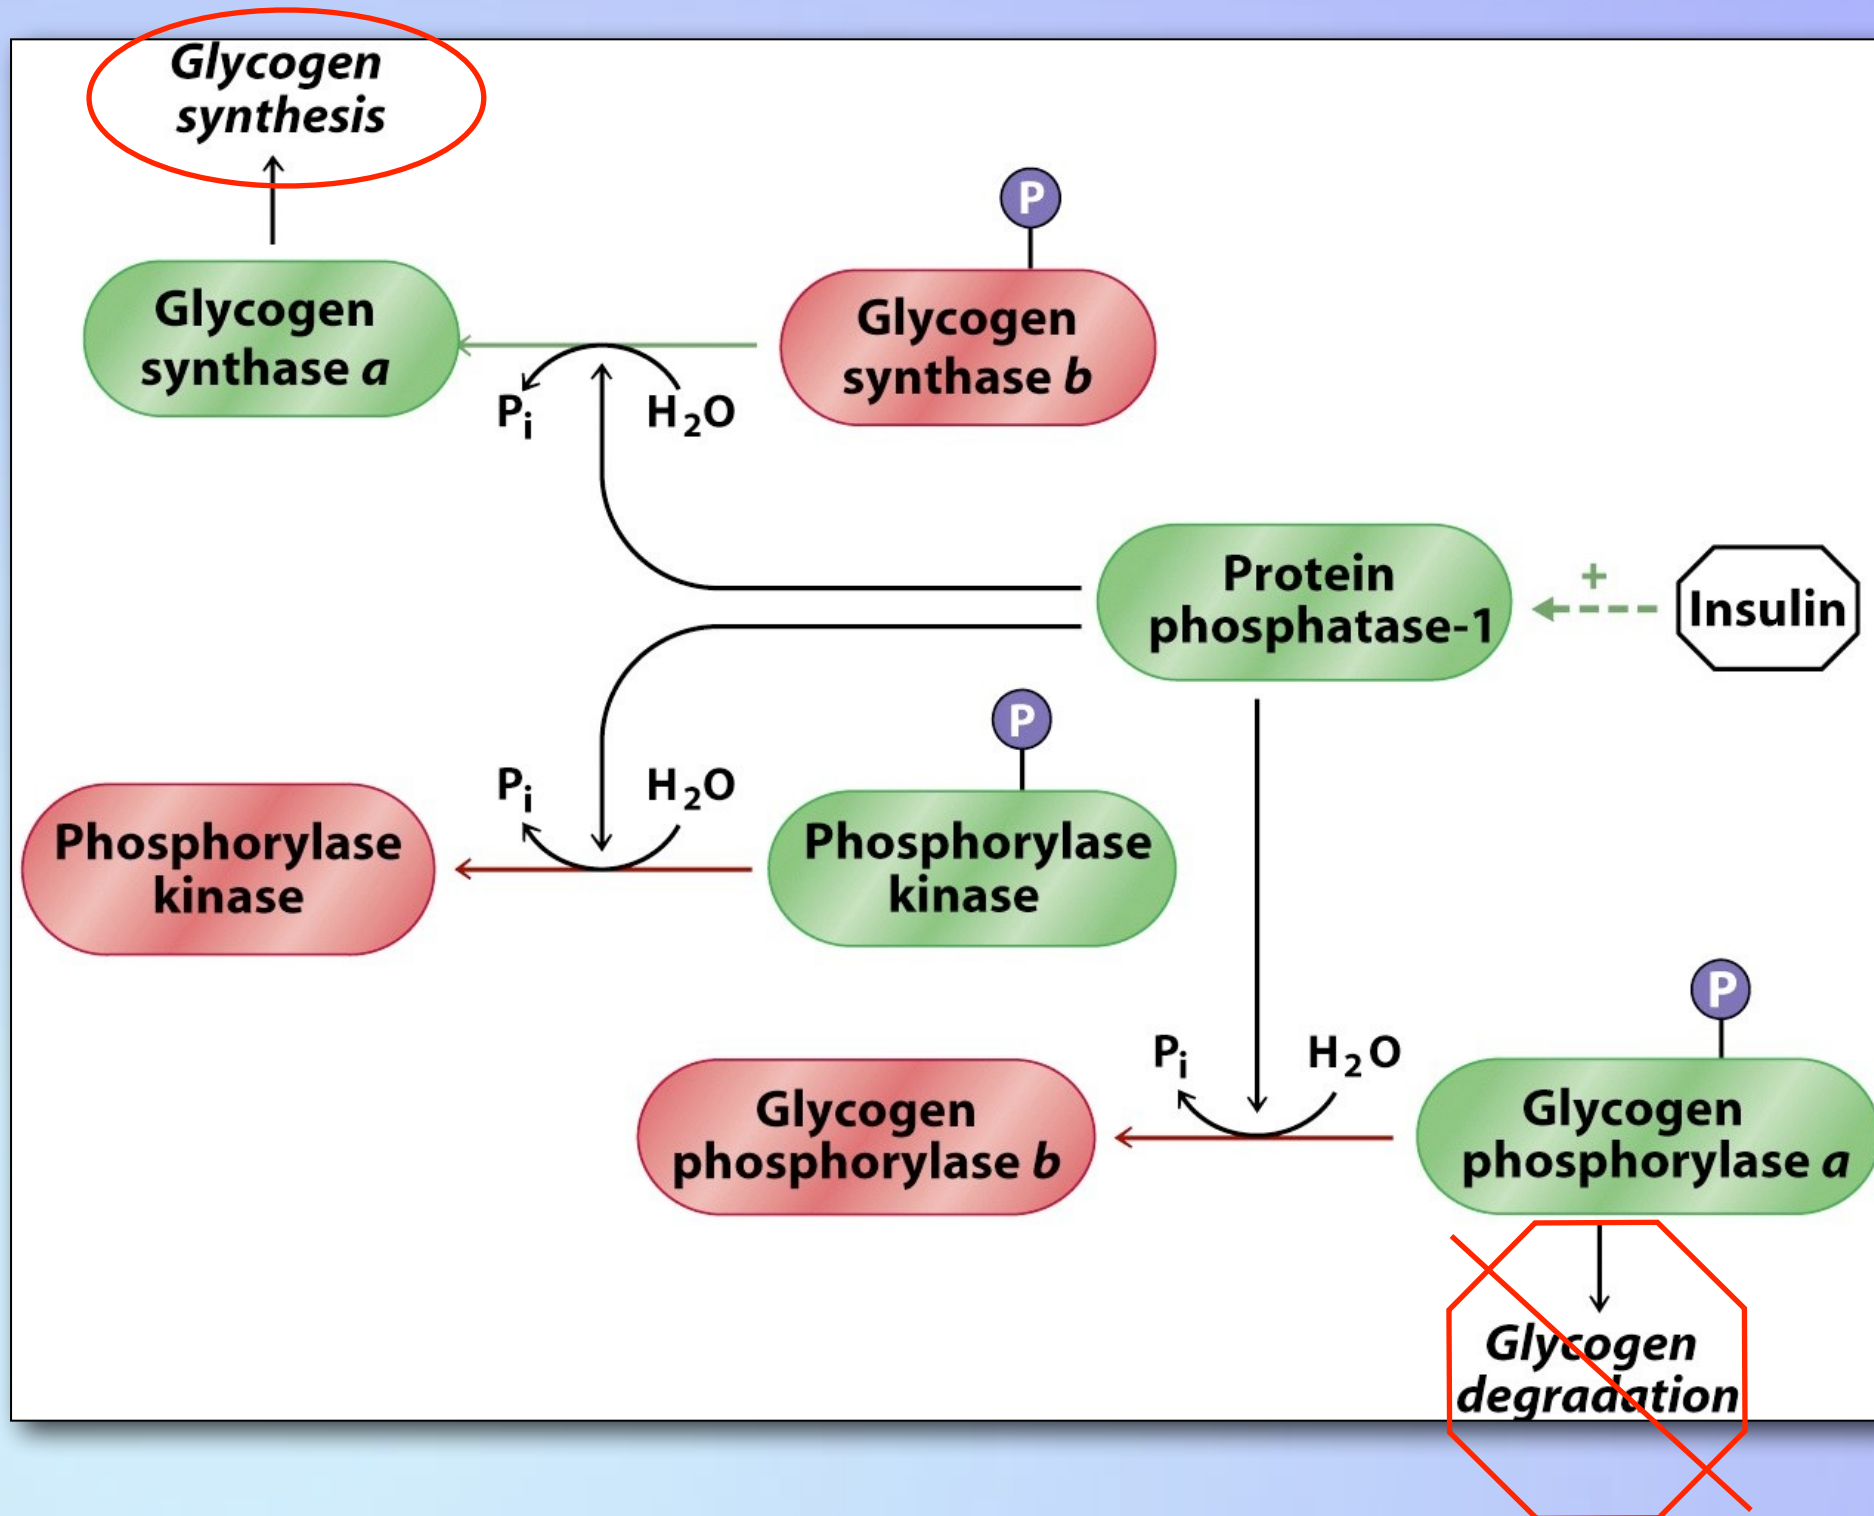 Glycogen
synthesis
P
Glycogen
synthase a
Glycogen
synthase b
Pi
H2O
Protein
phosphatase-1
+
Insulin
P
Pi
H2O
Phosphorylase
kinase
Phosphorylase
kinase
P
Pi
H2O
Glycogen
phosphorylase b
Glycogen
phosphorylase a
Glycogen
degradation